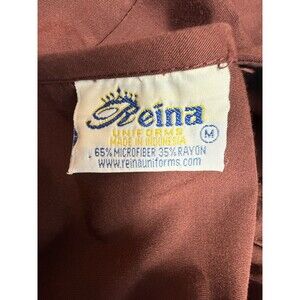 Reina
UNIFORMS
MADE IN INDONESIA
M
65% MICROFIBER 35% RAYON
www.reinauniforms.com